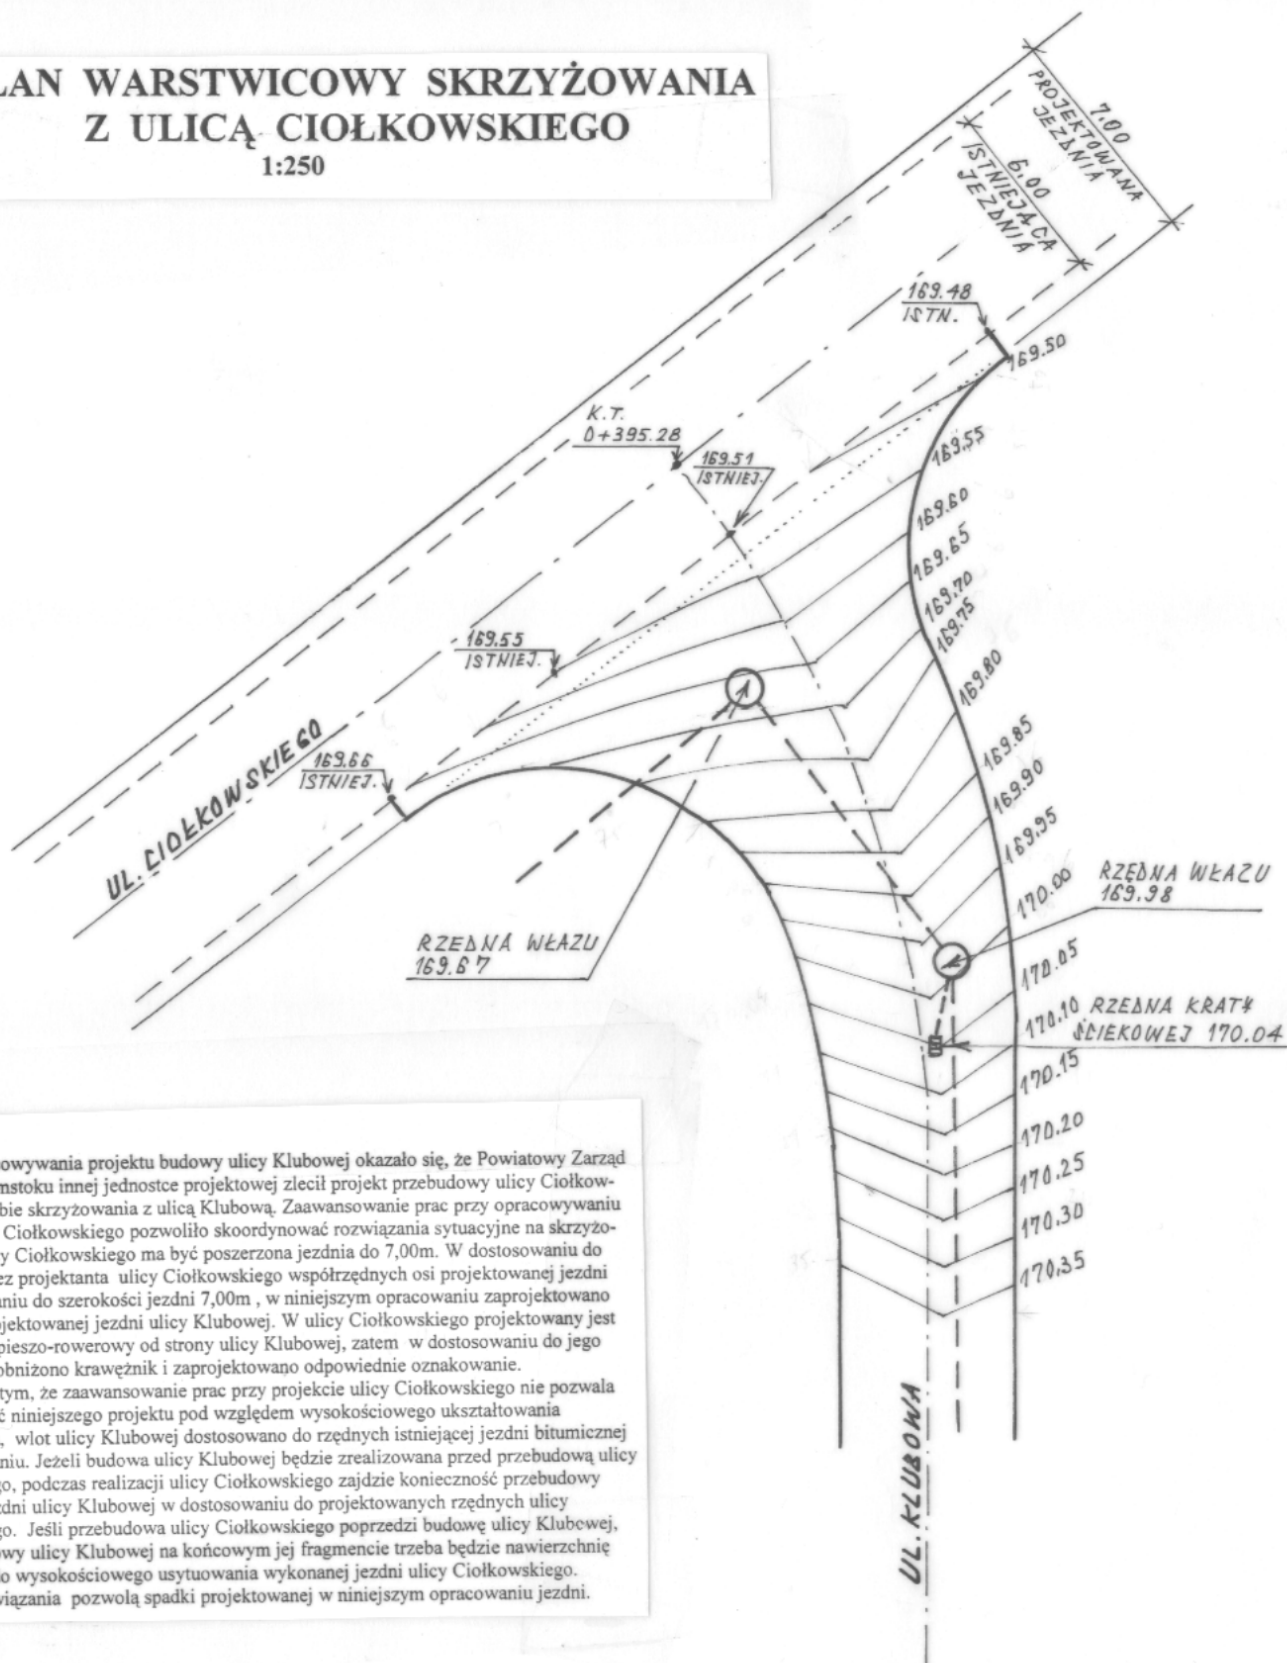 LAN WARSTWICOWY SKRZYŻOWANIA
Z ULICĄ CIOŁKOWSKIEGO
1:250
7.00
PROJEKTOWANA
JEZDNIA
6.00
ISTNIEJĄCA
JEZDNIA
169.48
ISTN.
169.50
K.T.
0+395.28
169.51
ISTNIEJ.
169.55
169.60
169.65
169.70
169.75
169.80
169.55
ISTNIEJ.
169.66
ISTNIEJ.
UL. CIOŁKOWSKIEGO
169.85
169.90
169.95
170.00
RZĘDNA WŁAZU
169.98
RZĘDNA WŁAZU
169.67
170.05
170.10
RZĘDNA KRATY
ŚCIEKOWEJ 170.04
170.15
170.20
170.25
170.30
170.35
UL. KLUBOWA
owywania projektu budowy ulicy Klubowej okazało się, że Powiatowy Zarząd
mstoku innej jednostce projektowej zlecił projekt przebudowy ulicy Ciołkow-
bie skrzyżowania z ulicą Klubową. Zaawansowanie prac przy opracowywaniu
Ciołkowskiego pozwoliło skoordynować rozwiązania sytuacyjne na skrzyżo-
y Ciołkowskiego ma być poszerzona jezdnia do 7,00m. W dostosowaniu do
ez projektanta ulicy Ciołkowskiego współrzędnych osi projektowanej jezdni
niu do szerokości jezdni 7,00m , w niniejszym opracowaniu zaprojektowano
jektowanej jezdni ulicy Klubowej. W ulicy Ciołkowskiego projektowany jest
pieszo-rowerowy od strony ulicy Klubowej, zatem w dostosowaniu do jego
obniżono krawężnik i zaprojektowano odpowiednie oznakowanie.
tym, że zaawansowanie prac przy projekcie ulicy Ciołkowskiego nie pozwala
ć niniejszego projektu pod względem wysokościowego ukształtowania
, wlot ulicy Klubowej dostosowano do rzędnych istniejącej jezdni bitumicznej
niu. Jeżeli budowa ulicy Klubowej będzie zrealizowana przed przebudową ulicy
go, podczas realizacji ulicy Ciołkowskiego zajdzie konieczność przebudowy
zdni ulicy Klubowej w dostosowaniu do projektowanych rzędnych ulicy
go. Jeśli przebudowa ulicy Ciołkowskiego poprzedzi budowę ulicy Klubowej,
wy ulicy Klubowej na końcowym jej fragmencie trzeba będzie nawierzchnię
o wysokościowego usytuowania wykonanej jezdni ulicy Ciołkowskiego.
wiązania pozwolą spadki projektowanej w niniejszym opracowaniu jezdni.